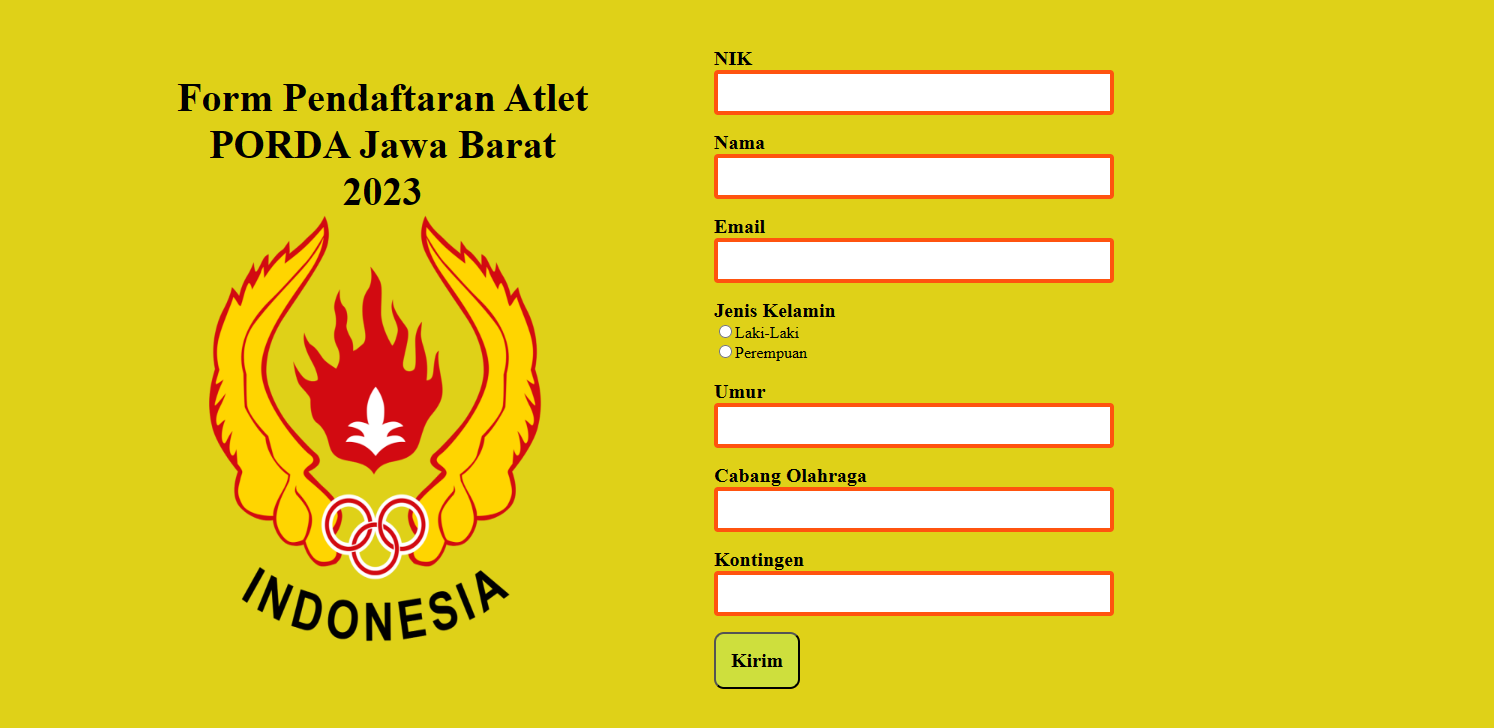 Form Pendaftaran Atlet
PORDA Jawa Barat
2023
INDONESIA
NIK
Nama
Email
Jenis Kelamin
Laki-Laki
Perempuan
Umur
Cabang Olahraga
Kontingen
Kirim